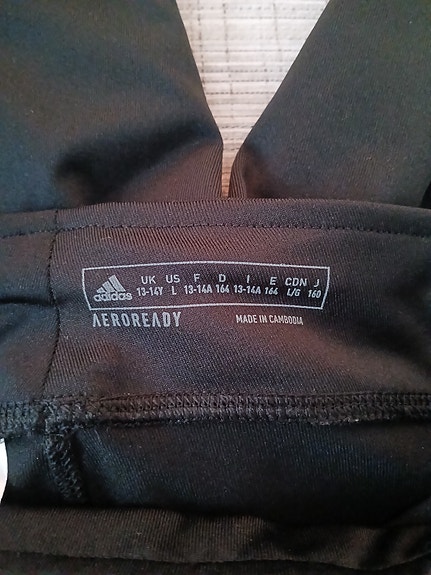 UK US F D I E CDN J
adidas 13-14Y L 13-14A 164 13-14A 164 L/G 160
AEROREADY MADE IN CAMBODIA